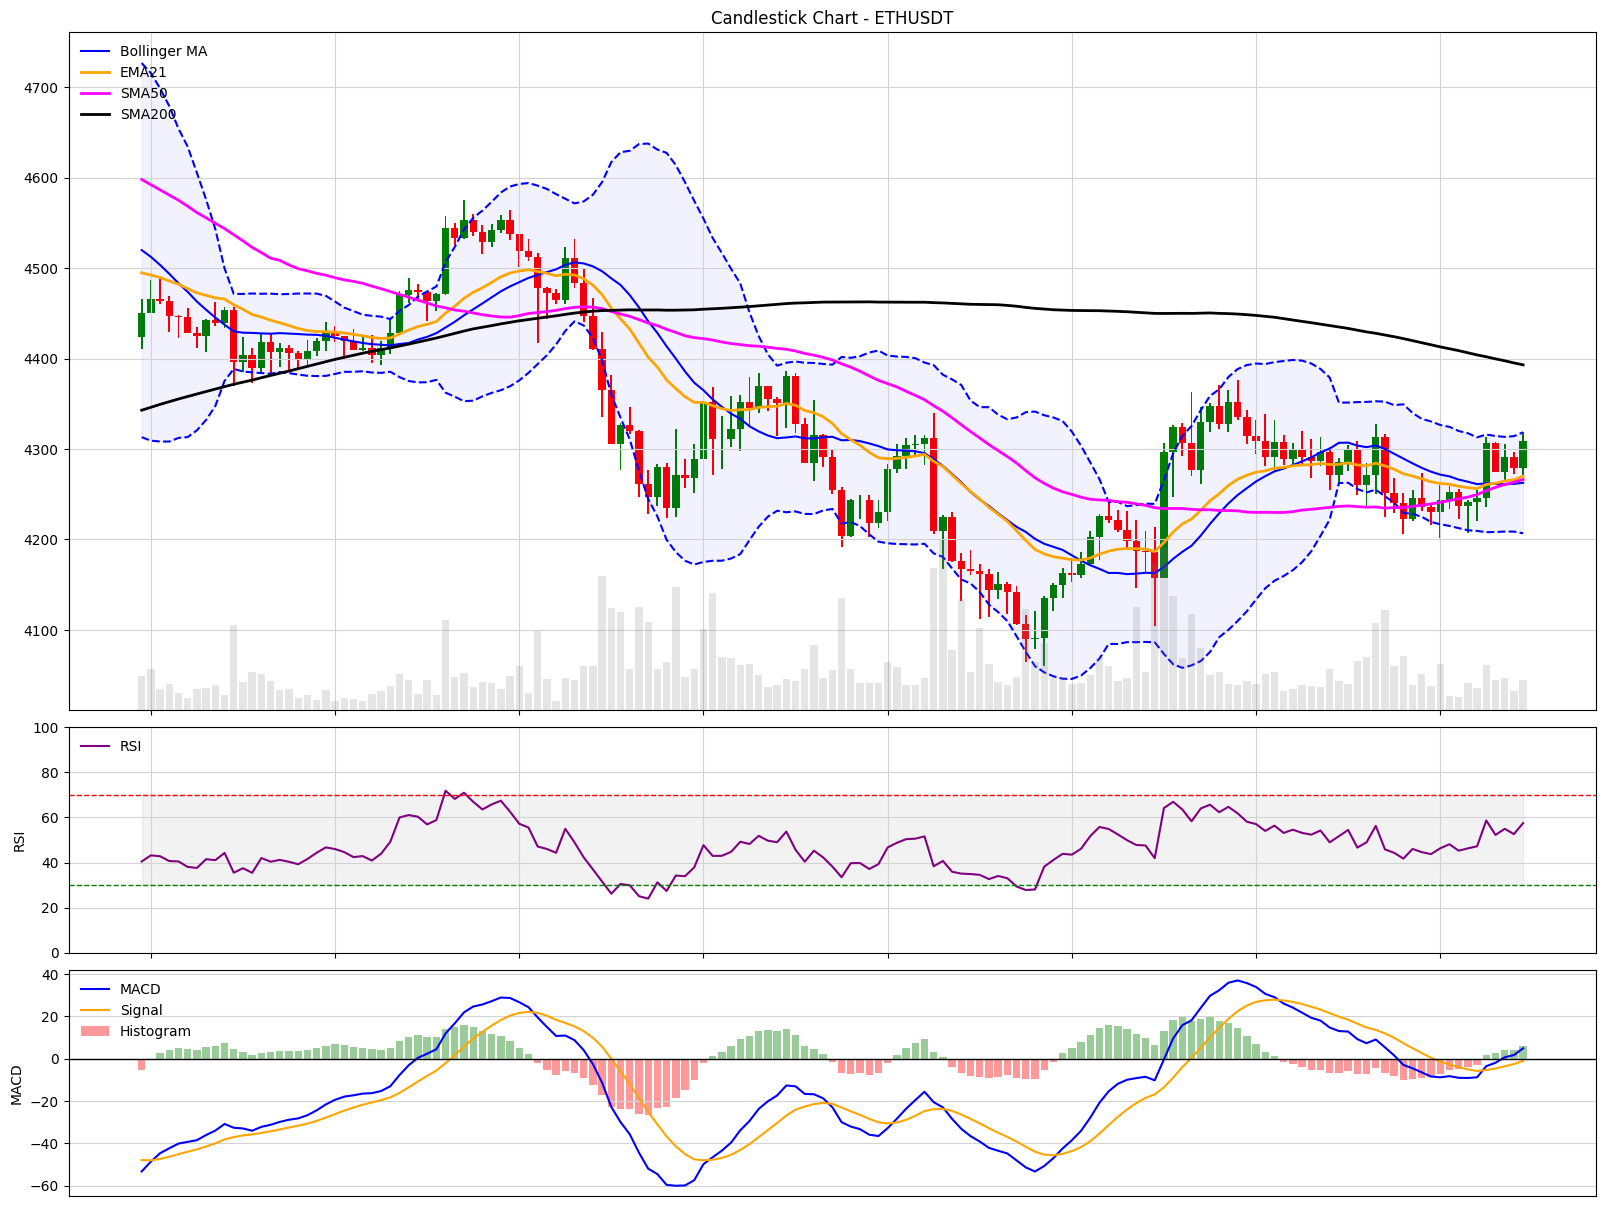 Candlestick Chart - ETHUSDT
Bollinger MA
EMA21
SMA50
SMA200
4700
4600
4500
4400
4300
4200
4100
RSI
100
80
60
40
20
0
RSI
MACD
Signal
Histogram
40
20
0
−20
−40
−60
MACD